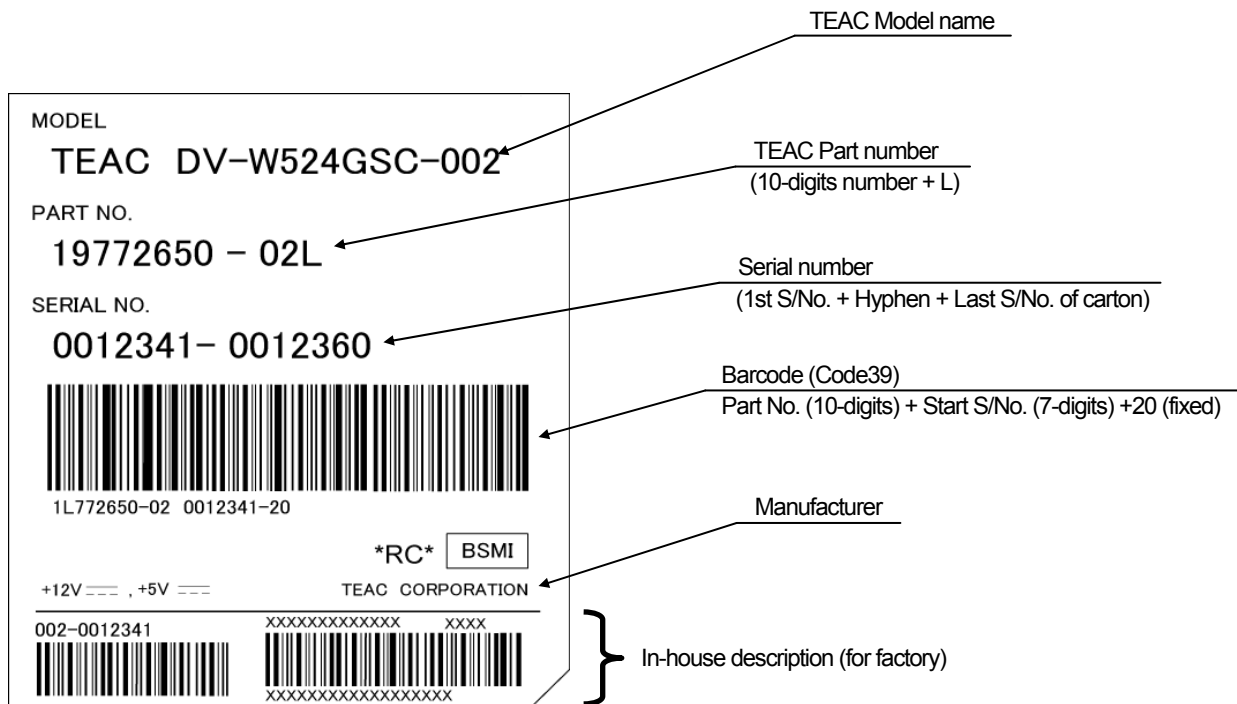 TEAC Model name
MODEL
TEAC DV-W524GSC-002
TEAC Part number
(10-digits number + L)
PART NO.
19772650 - 02L
Serial number
(1st S/No. + Hyphen + Last S/No. of carton)
SERIAL NO.
0012341- 0012360
Barcode (Code39)
Part No. (10-digits) + Start S/No. (7-digits) +20 (fixed)
1L772650-02 0012341-20
Manufacturer
*RC* BSMI
+12V , +5V TEAC CORPORATION
002-0012341 XXXXXXXXXXXXX XXXX
In-house description (for factory)
XXXXXXXXXXXXXXXXXX